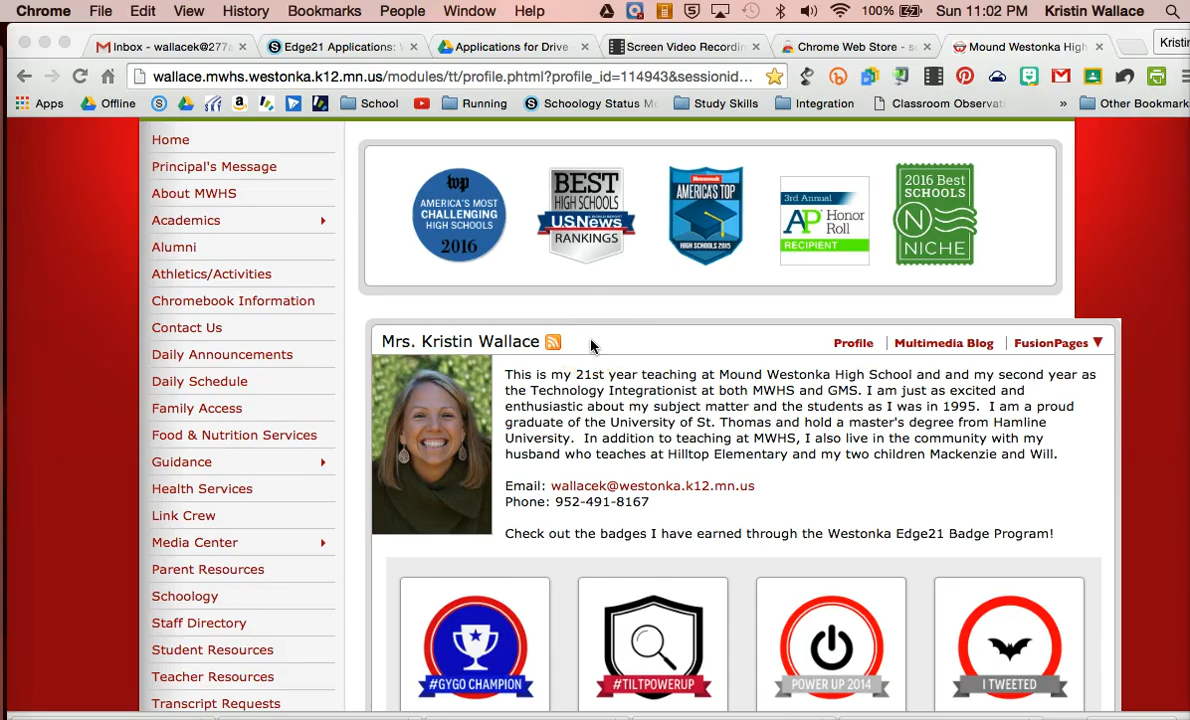 Chrome File Edit View History Bookmarks People Window Help 100% Sun 11:02 PM Kristin Wallace
Inbox - wallacek@277a Edge21 Applications: Applications for Drive Screen Video Recordin Chrome Web Store - sc Mound Westonka High Kristin
wallace.mwhs.westonka.k12.mn.us/modules/tt/profile.phtml?profile_id=114943&sessionid...
Apps Offline School Running Schoology Status M Study Skills Integration Classroom Observat » Other Bookmark
Home
Principal's Message
About MWHS
Academics
Alumni
Athletics/Activities
Chromebook Information
Contact Us
Daily Announcements
Daily Schedule
Family Access
Food & Nutrition Services
Guidance
Health Services
Link Crew
Media Center
Parent Resources
Schoology
Staff Directory
Student Resources
Teacher Resources
Transcript Requests
wp
AMERICA'S MOST
CHALLENGING
HIGH SCHOOLS
2016
BEST
HIGH SCHOOLS
U.S.News
RANKINGS
Newsweek
AMERICA'S TOP
HIGH SCHOOLS 2015
3rd Annual
AP Honor
Roll
RECIPIENT
2016 Best
SCHOOLS
N
NICHE
Mrs. Kristin Wallace
Profile Multimedia Blog FusionPages ▼
This is my 21st year teaching at Mound Westonka High School and and my second year as
the Technology Integrationist at both MWHS and GMS. I am just as excited and
enthusiastic about my subject matter and the students as I was in 1995. I am a proud
graduate of the University of St. Thomas and hold a master's degree from Hamline
University. In addition to teaching at MWHS, I also live in the community with my
husband who teaches at Hilltop Elementary and my two children Mackenzie and Will.
Email: wallacek@westonka.k12.mn.us
Phone: 952-491-8167
Check out the badges I have earned through the Westonka Edge21 Badge Program!
#GYGO CHAMPION
#TILTPOWERUP
POWER UP 2014
I TWEETED